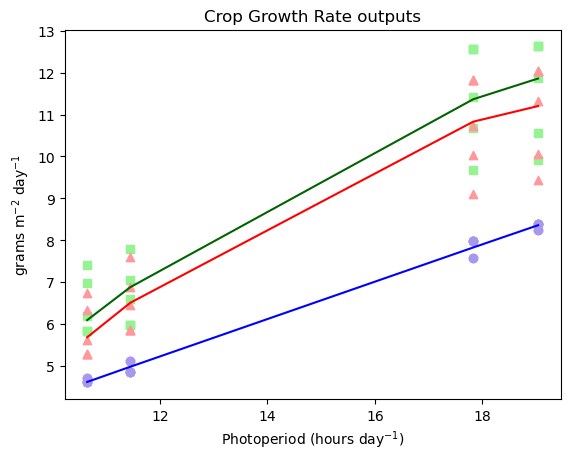 Crop Growth Rate outputs
grams m⁻² day⁻¹
13
12
11
10
9
8
7
6
5
12 14 16 18
Photoperiod (hours day⁻¹)